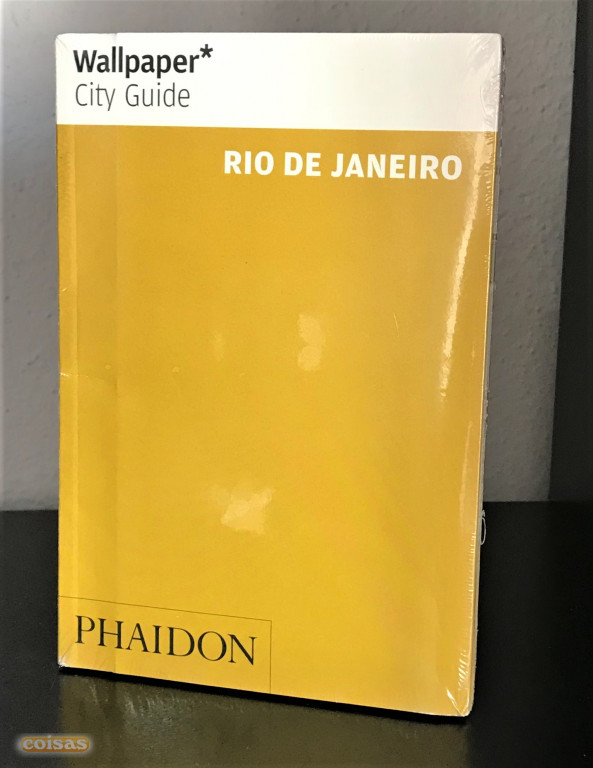 Wallpaper*
City Guide
RIO DE JANEIRO
PHAIDON
coisas